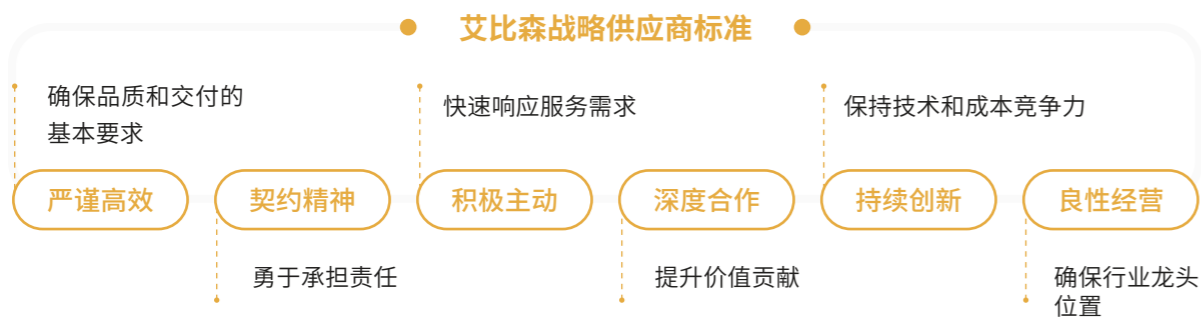 艾比森战略供应商标准
确保品质和交付的
基本要求
快速响应服务需求
保持技术和成本竞争力
严谨高效
契约精神
积极主动
深度合作
持续创新
良性经营
勇于承担责任
提升价值贡献
确保行业龙头
位置